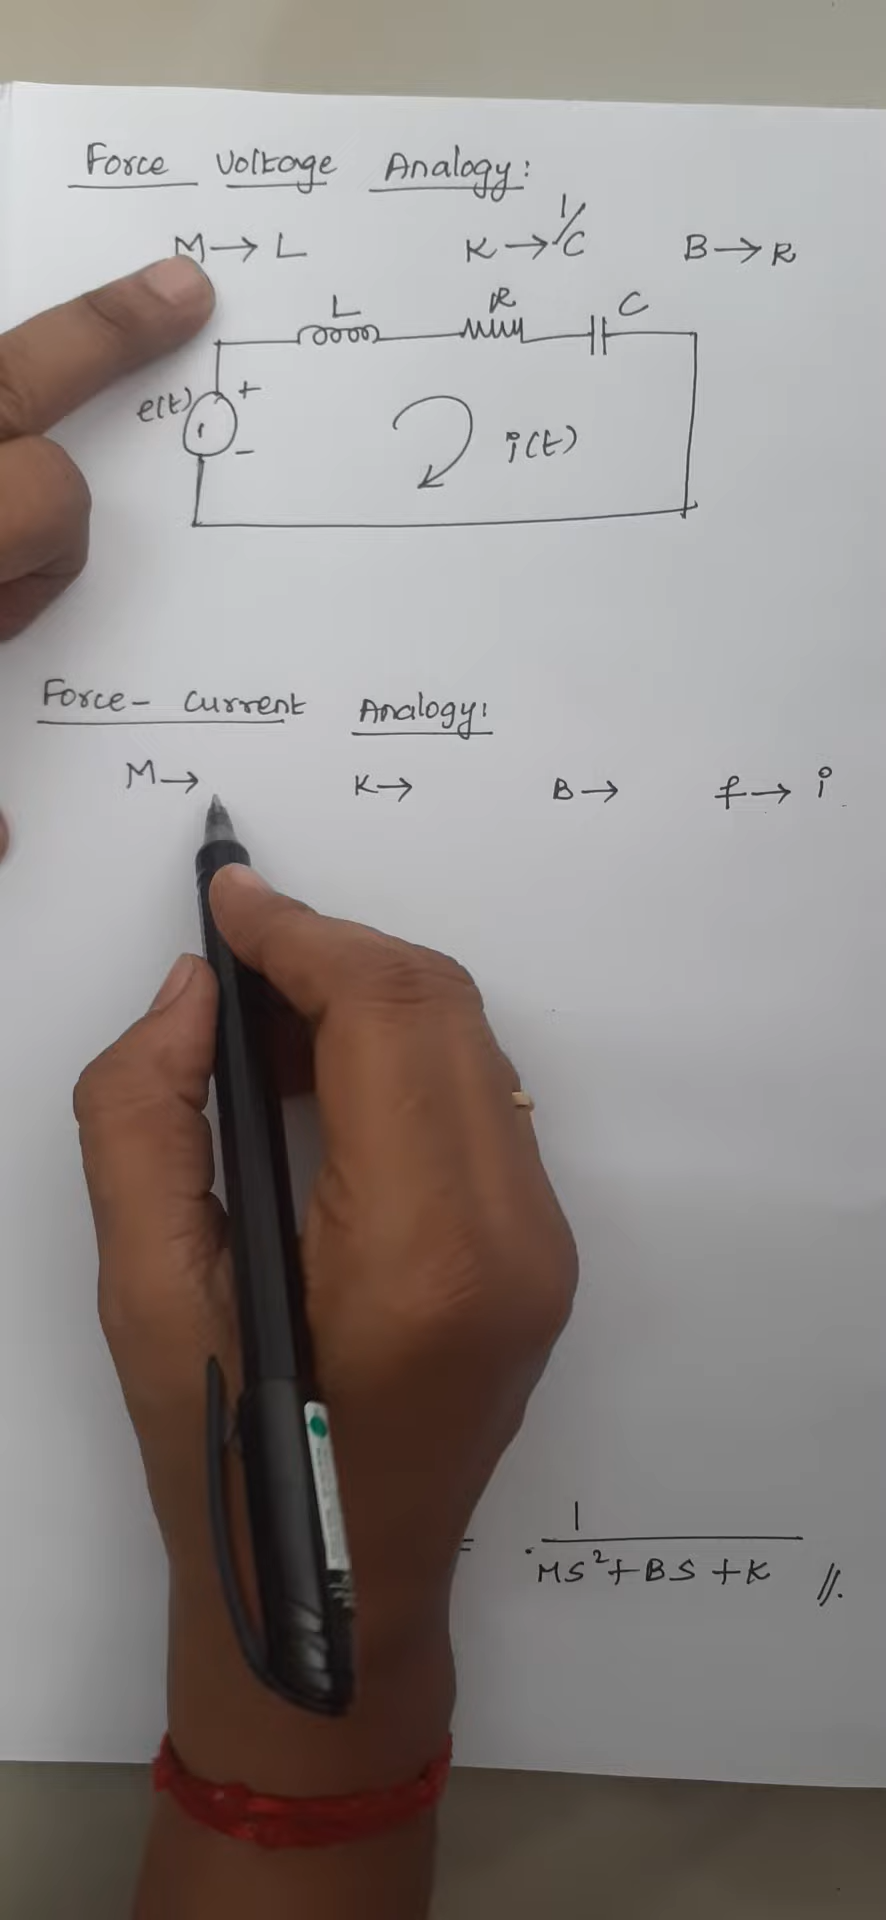 Force Voltage Analogy:
M → L K → 1/C B → R
L R C
e(t) + - i(t)
Force - Current Analogy:
M → K → B → f → i
= 1
MS²+BS+K //.